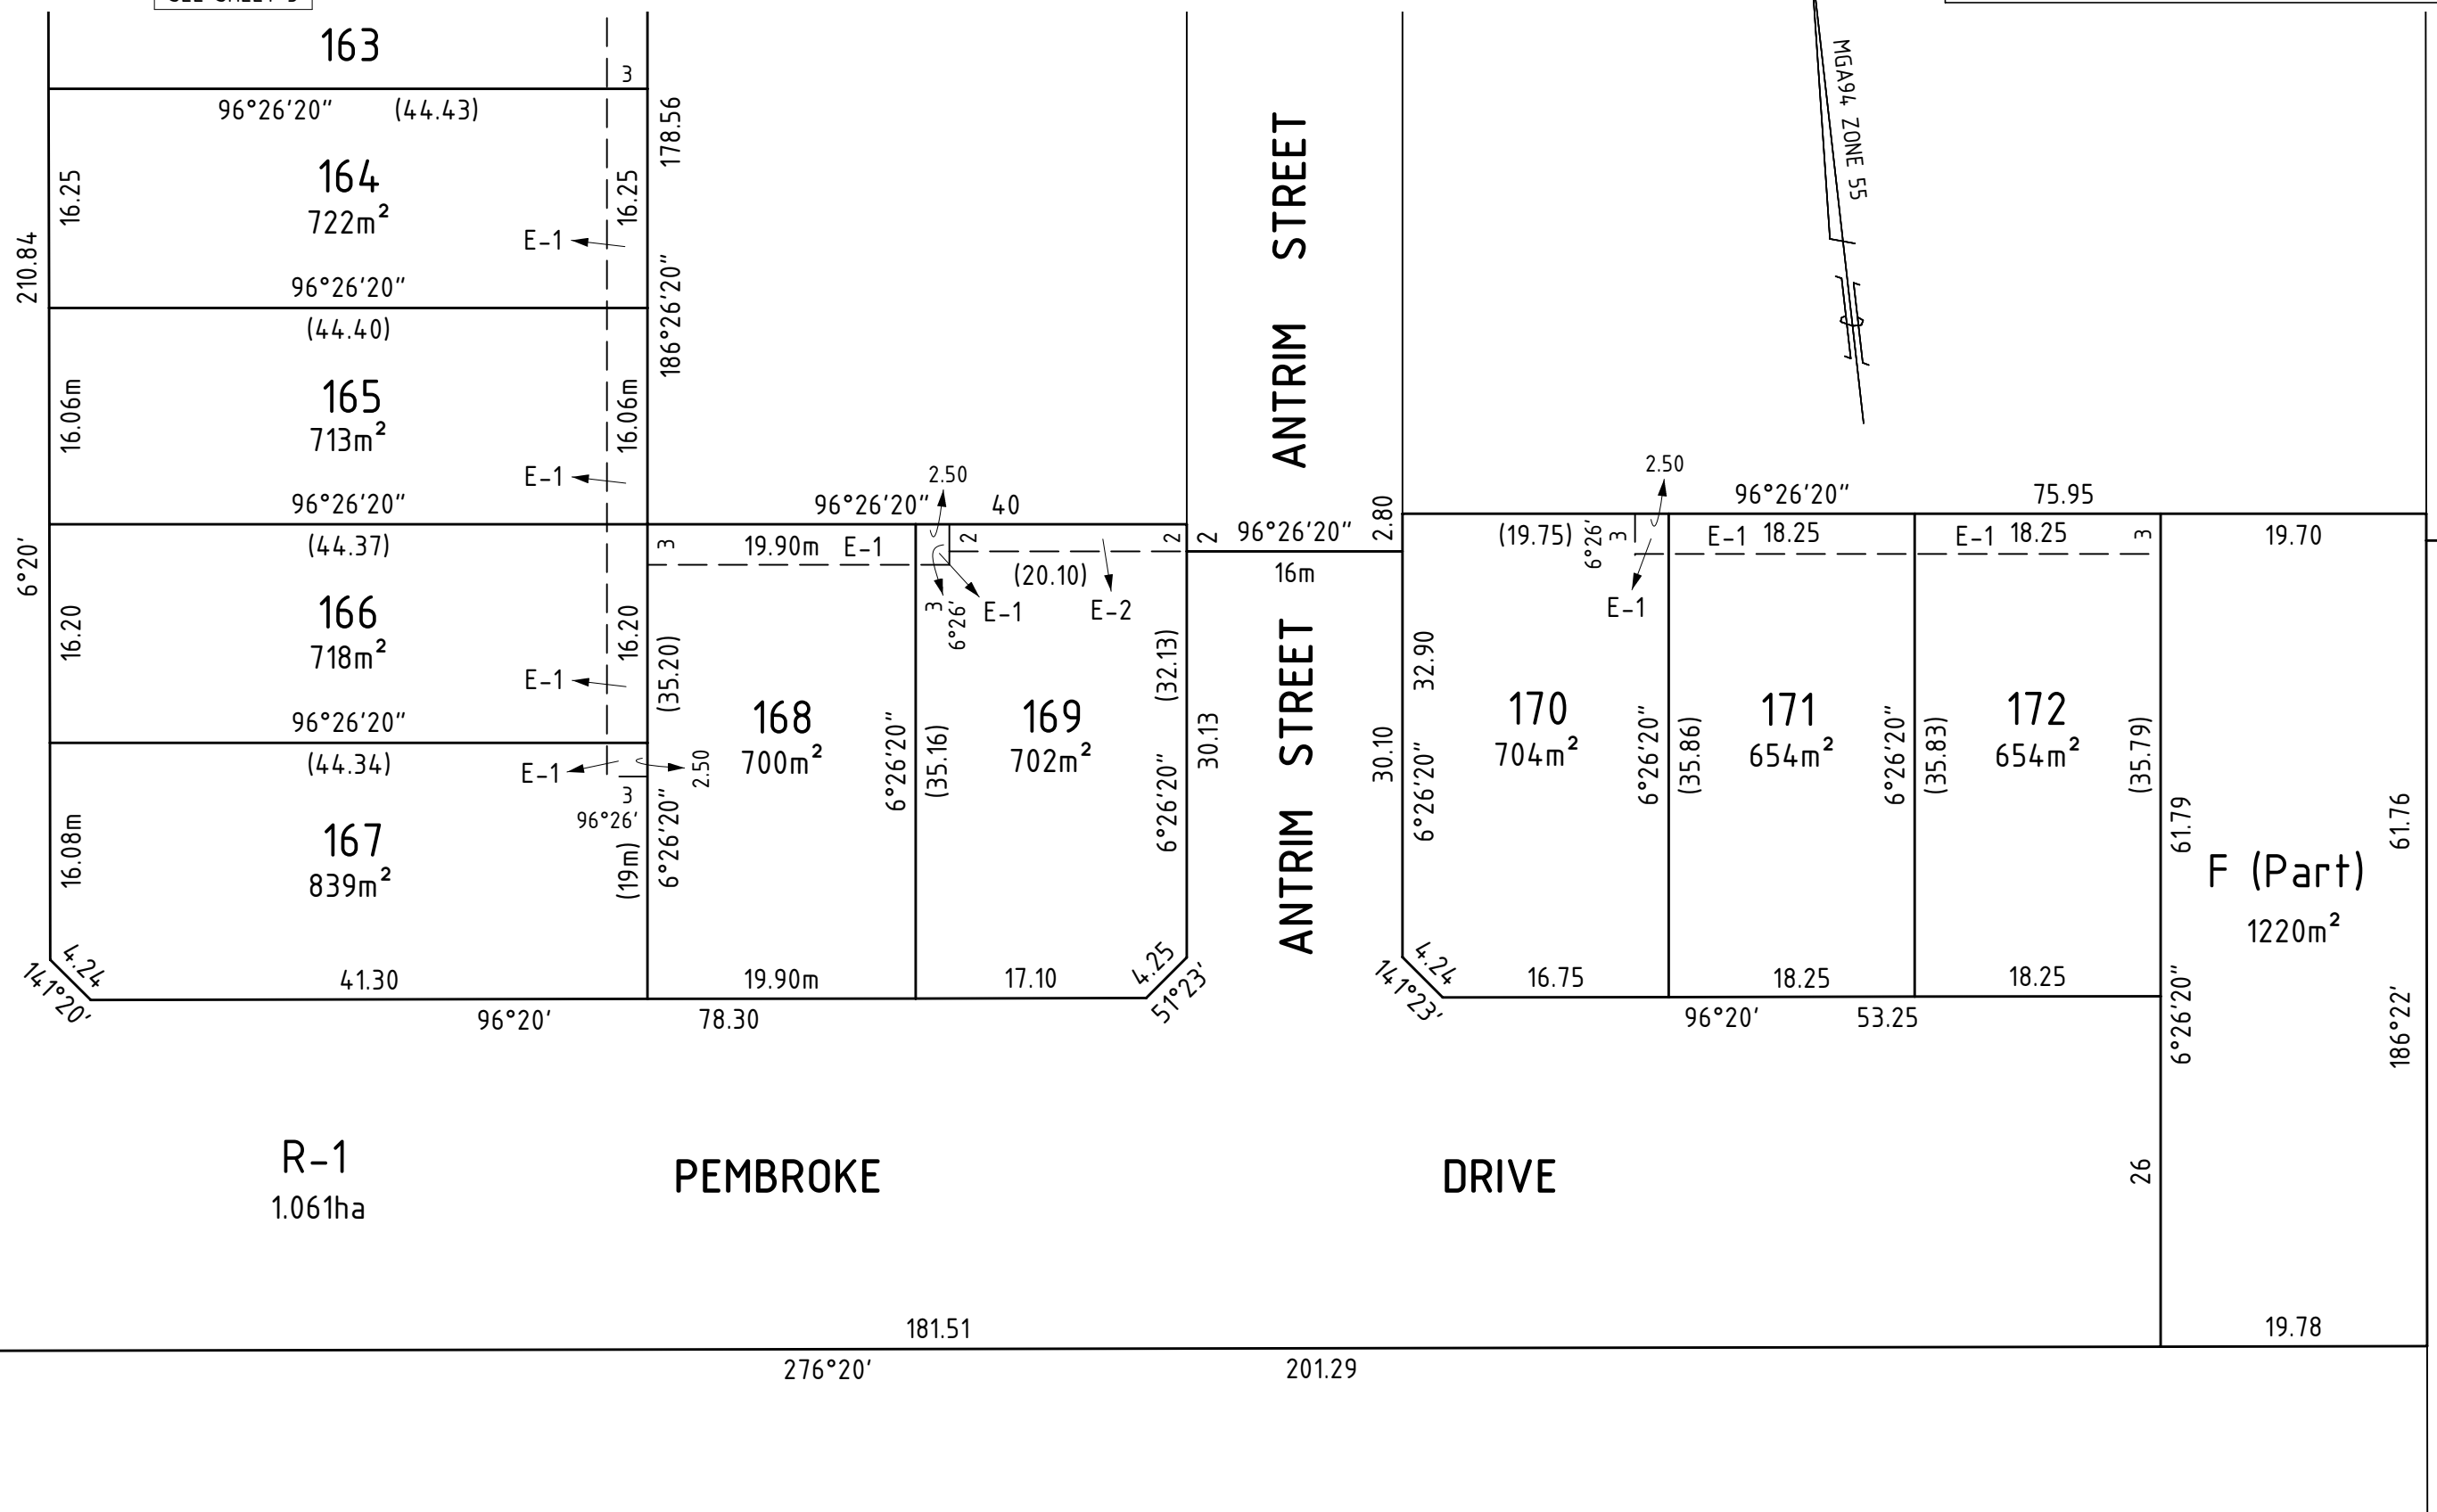 163
3
96°26'20" (44.43)
178.56
164
722m²
16.25
16.25
E-1
210.84
96°26'20"
186°26'20"
(44.40)
165
713m²
16.06m
16.06m
E-1
96°26'20"
6°20'
(44.37)
166
718m²
16.20
16.20
E-1
96°26'20"
(44.34)
E-1
2.50
3
96°26'
167
839m²
16.08m
(19m)
4.24
141°20'
41.30
96°20'
78.30
96°26'20"
2.50
40
3
19.90m
E-1
2
2
(20.10)
3
6°26'
E-1
E-2
(35.20)
6°26'20"
168
700m²
6°26'20"
(35.16)
169
702m²
(32.13)
6°26'20"
19.90m
17.10
4.25
51°23'
ANTRIM STREET
2
96°26'20"
2.80
16m
30.13
30.10
ANTRIM STREET
MGA94 ZONE 55
2.50
96°26'20"
75.95
(19.75)
6°26'
3
E-1
E-1
18.25
E-1
18.25
3
19.70
32.90
6°26'20"
170
704m²
6°26'20"
(35.86)
171
654m²
6°26'20"
(35.83)
172
654m²
(35.79)
61.79
6°26'20"
F (Part)
1220m²
61.76
186°22'
4.24
141°23'
16.75
18.25
18.25
96°20'
53.25
R-1
1.061ha
PEMBROKE DRIVE
26
181.51
19.78
276°20'
201.29